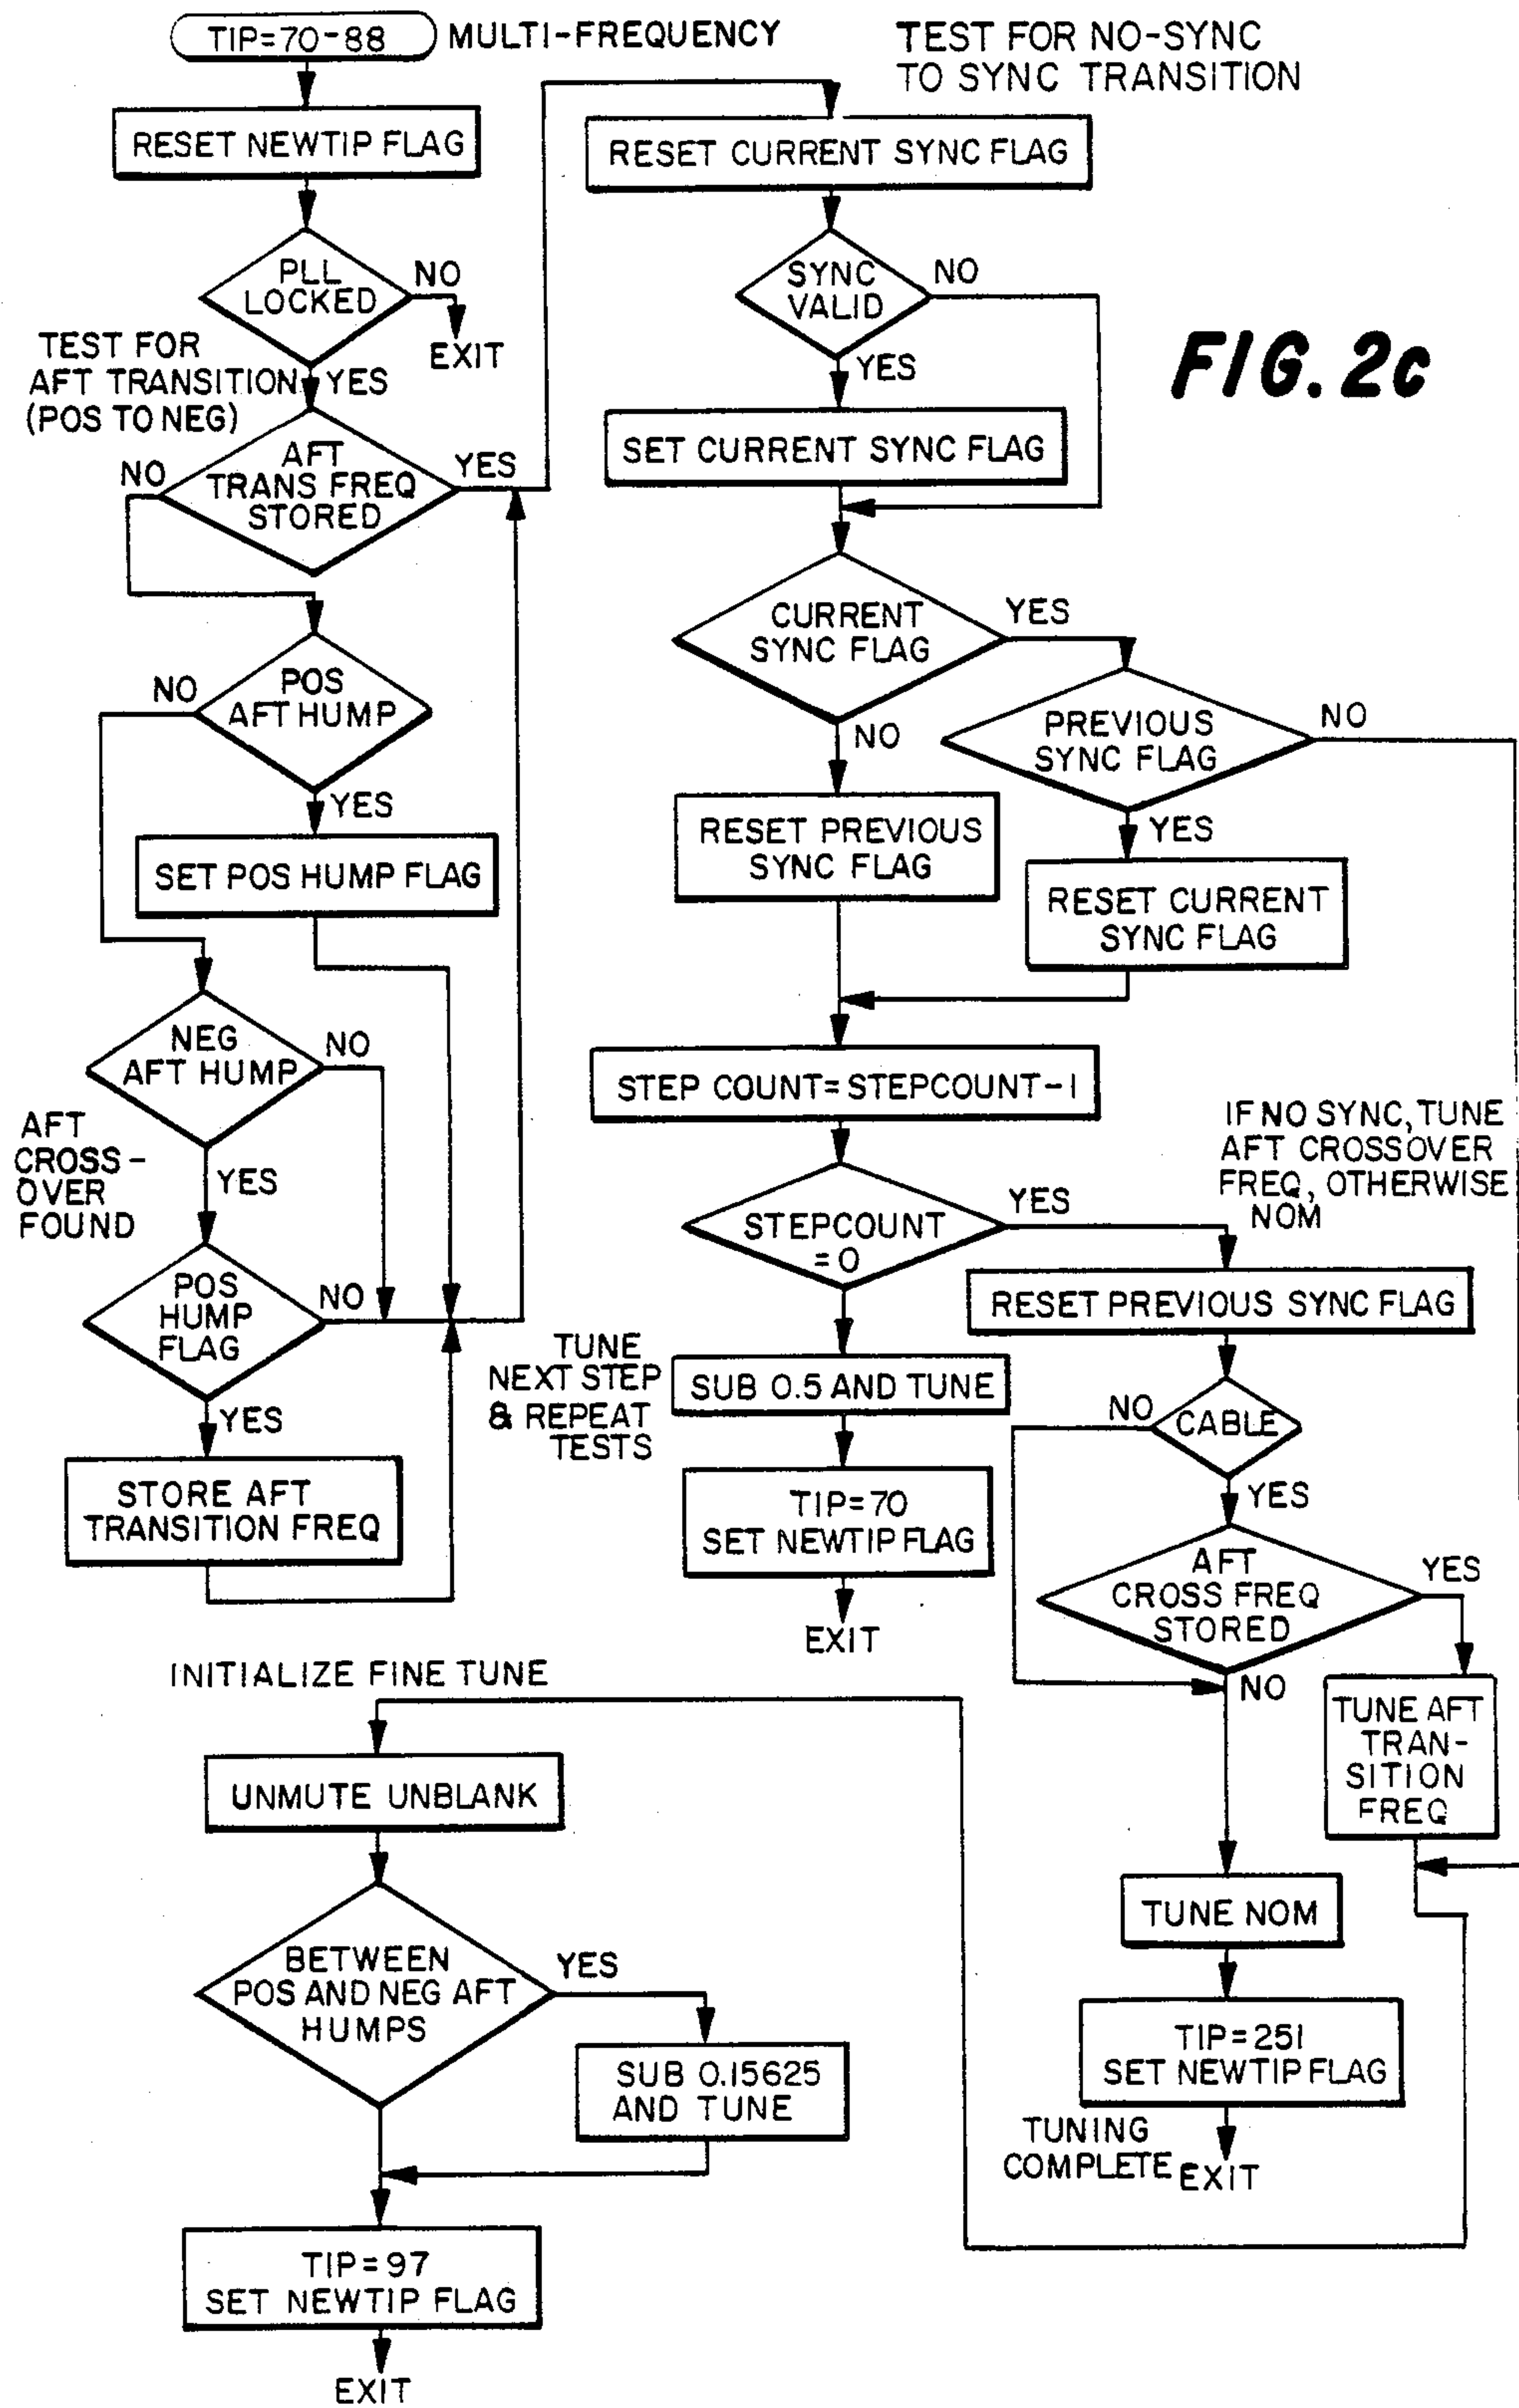 TIP=70-88
MULTI-FREQUENCY
RESET NEWTIP FLAG
PLL
LOCKED
NO
EXIT
TEST FOR
AFT TRANSITION
(POS TO NEG)
YES
AFT
TRANS FREQ
STORED
NO
YES
POS
AFT HUMP
NO
YES
SET POS HUMP FLAG
NEG
AFT HUMP
NO
AFT
CROSS-
OVER
FOUND
YES
POS
HUMP
FLAG
NO
YES
STORE AFT
TRANSITION FREQ
TEST FOR NO-SYNC
TO SYNC TRANSITION
RESET CURRENT SYNC FLAG
SYNC
VALID
NO
YES
FIG. 2c
SET CURRENT SYNC FLAG
CURRENT
SYNC FLAG
YES
NO
PREVIOUS
SYNC FLAG
NO
YES
RESET PREVIOUS
SYNC FLAG
RESET CURRENT
SYNC FLAG
STEP COUNT=STEPCOUNT-1
STEPCOUNT
=0
YES
IF NO SYNC, TUNE
AFT CROSSOVER
FREQ, OTHERWISE
NOM
TUNE
NEXT STEP
& REPEAT
TESTS
SUB 0.5 AND TUNE
TIP=70
SET NEWTIP FLAG
EXIT
RESET PREVIOUS SYNC FLAG
CABLE
NO
YES
AFT
CROSS FREQ
STORED
YES
NO
TUNE AFT
TRAN-
SITION
FREQ
TUNE NOM
TIP=251
SET NEWTIP FLAG
TUNING
COMPLETE
EXIT
INITIALIZE FINE TUNE
UNMUTE UNBLANK
BETWEEN
POS AND NEG AFT
HUMPS
YES
SUB 0.15625
AND TUNE
TIP=97
SET NEWTIP FLAG
EXIT